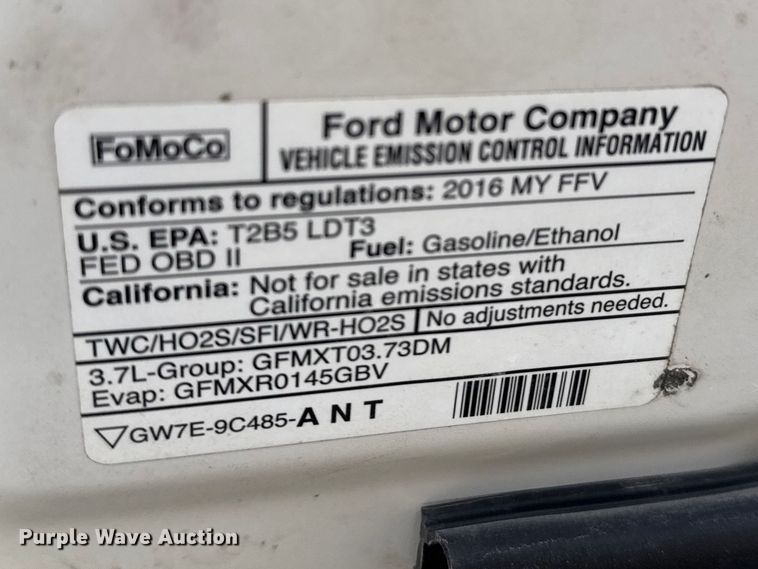 FoMoCo
Ford Motor Company
VEHICLE EMISSION CONTROL INFORMATION
Conforms to regulations: 2016 MY FFV
U.S. EPA: T2B5 LDT3
FED OBD II Fuel: Gasoline/Ethanol
California: Not for sale in states with
California emissions standards.
TWC/HO2S/SFI/WR-HO2S No adjustments needed.
3.7L-Group: GFMXT03.73DM
Evap: GFMXR0145GBV
GW7E-9C485-ANT
Purple Wave Auction